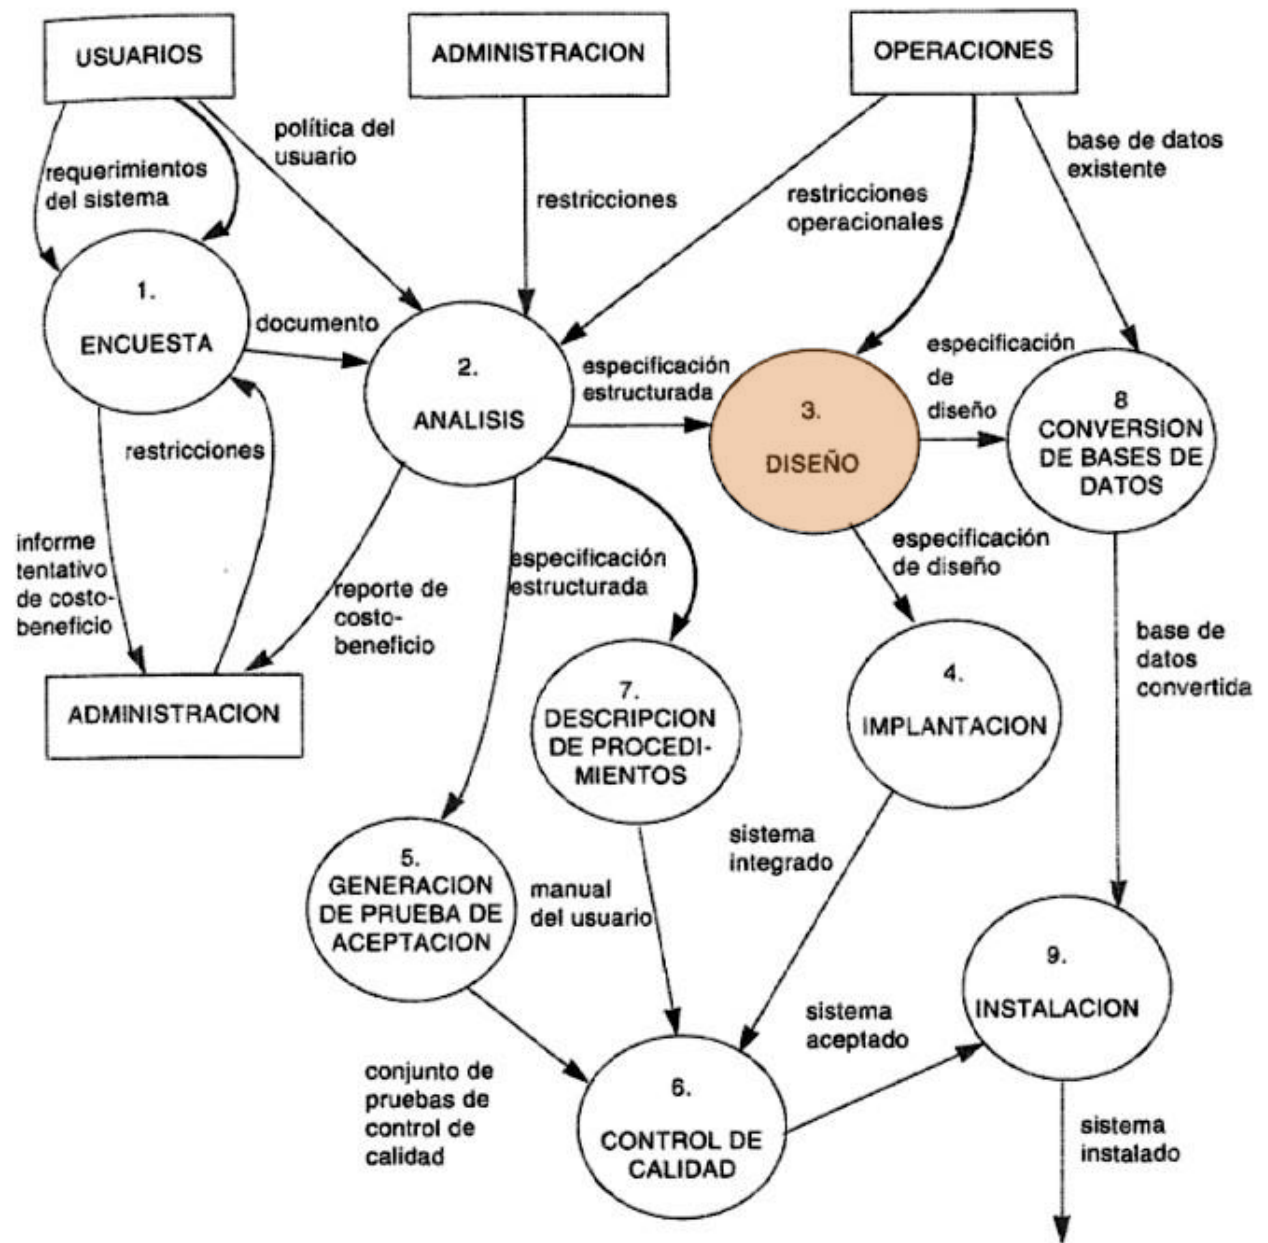 USUARIOS
ADMINISTRACION
OPERACIONES
política del
usuario
requerimientos
del sistema
restricciones
restricciones
operacionales
base de datos
existente
1.
ENCUESTA
documento
2.
ANALISIS
especificación
estructurada
3.
DISEÑO
especificación
de
diseño
8
CONVERSION
DE BASES DE
DATOS
restricciones
informe
tentativo
de costo-
beneficio
reporte de
costo-
beneficio
especificación
estructurada
especificación
de diseño
ADMINISTRACION
7.
DESCRIPCION
DE PROCEDI-
MIENTOS
4.
IMPLANTACION
base de
datos
convertida
5.
GENERACION
DE PRUEBA DE
ACEPTACION
manual
del usuario
sistema
integrado
9.
INSTALACION
conjunto de
pruebas de
control de
calidad
6.
CONTROL DE
CALIDAD
sistema
aceptado
sistema
instalado